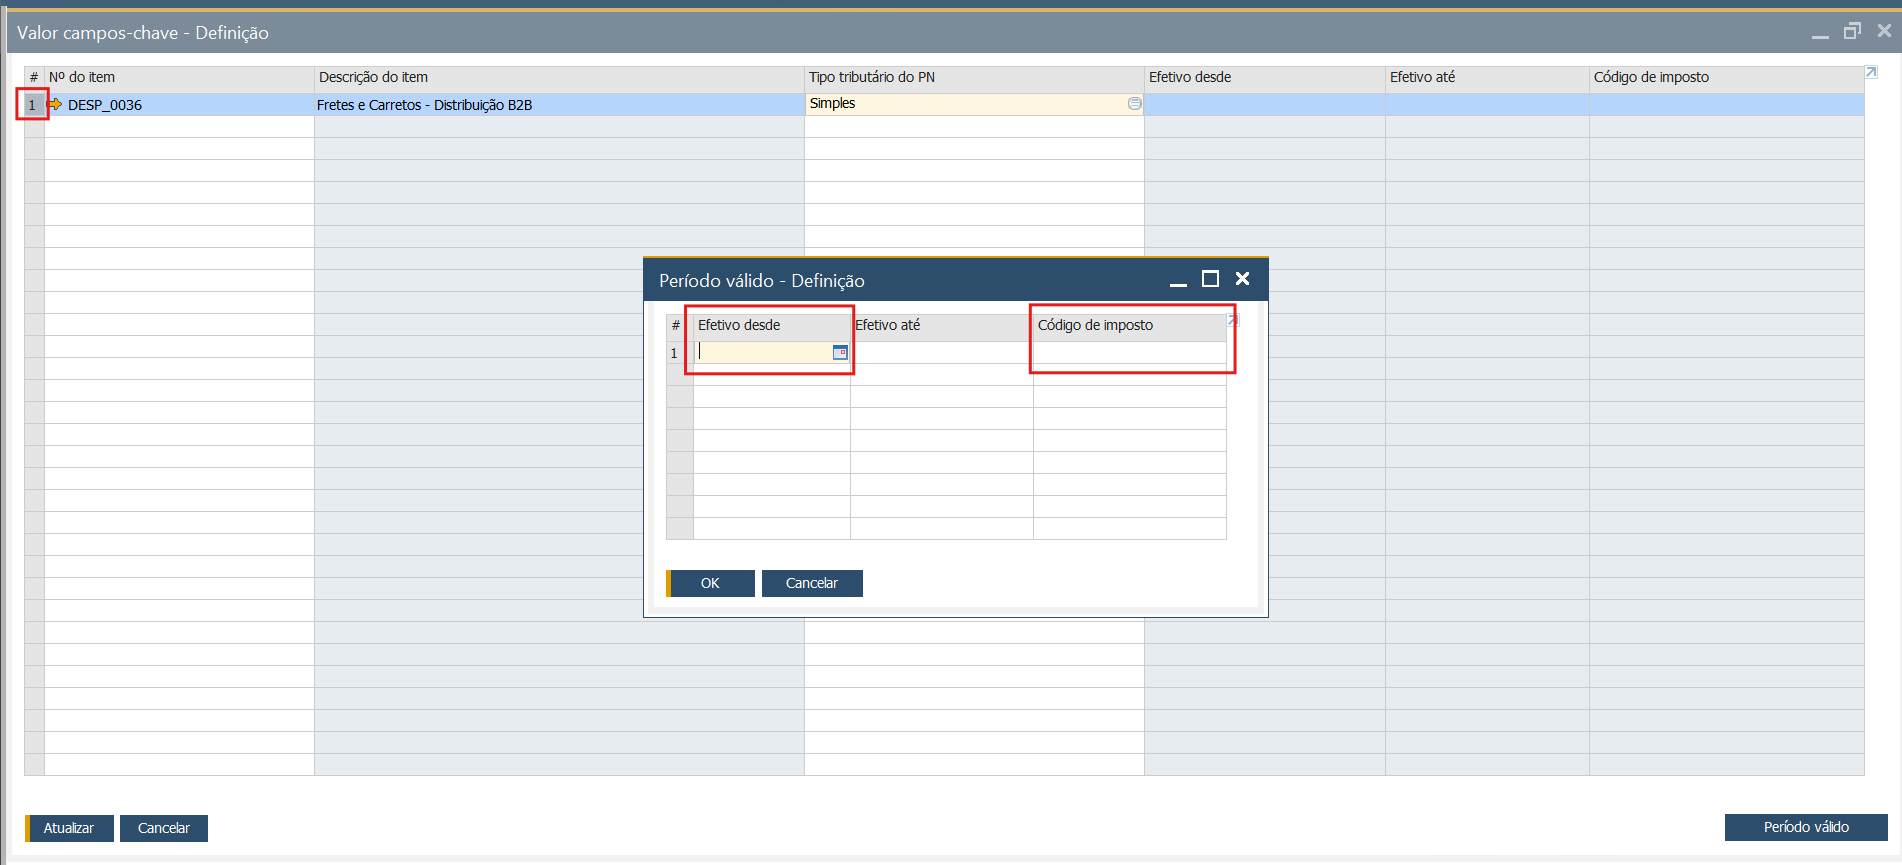 Valor campos-chave - Definição
# Nº do item Descrição do item Tipo tributário do PN Efetivo desde Efetivo até Código de imposto
1 DESP_0036 Fretes e Carretos - Distribuição B2B Simples
Período válido - Definição
# Efetivo desde Efetivo até Código de imposto
1
OK Cancelar
Atualizar Cancelar Período válido